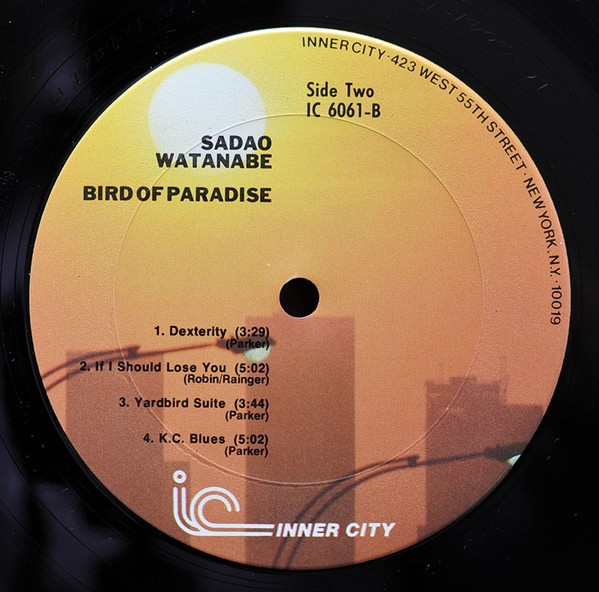 INNER CITY · 423 WEST 55TH STREET · NEW YORK, N.Y. · 10019
Side Two
IC 6061-B
SADAO
WATANABE
BIRD OF PARADISE
1. Dexterity (3:29)
(Parker)
2. If I Should Lose You (5:02)
(Robin/Rainger)
3. Yardbird Suite (3:44)
(Parker)
4. K.C. Blues (5:02)
(Parker)
ic
INNER CITY